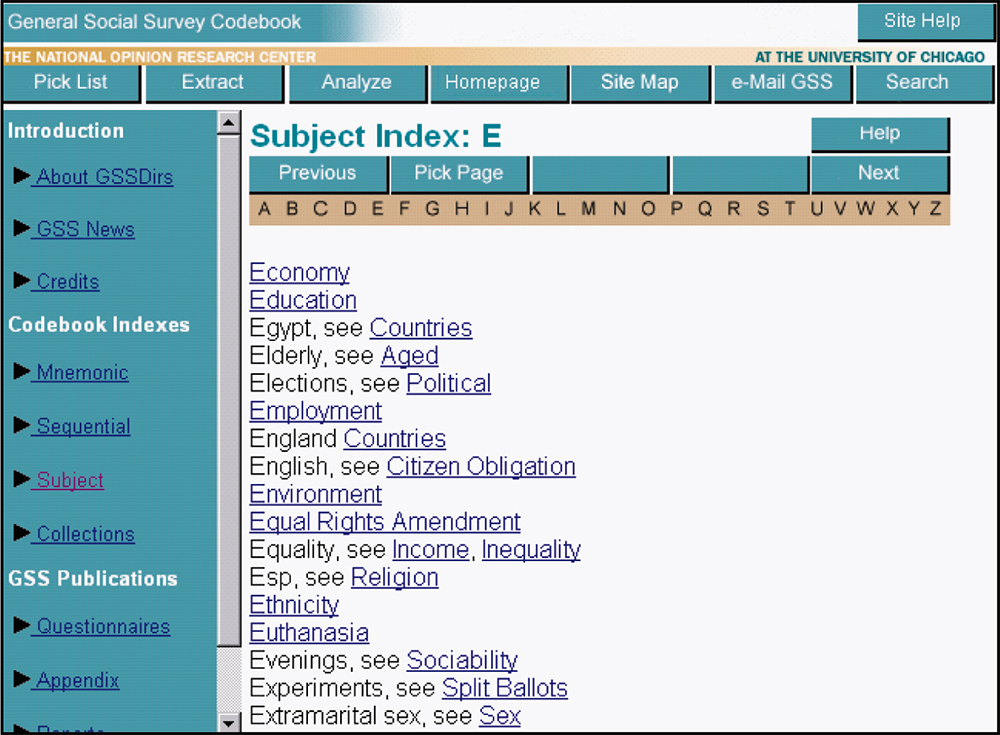 General Social Survey Codebook
Site Help
THE NATIONAL OPINION RESEARCH CENTER
AT THE UNIVERSITY OF CHICAGO
Pick List
Extract
Analyze
Homepage
Site Map
e-Mail GSS
Search
Introduction
About GSSDirs
GSS News
Credits
Codebook Indexes
Mnemonic
Sequential
Subject
Collections
GSS Publications
Questionnaires
Appendix
Reports
Subject Index: E
Help
Previous
Pick Page
Next
A B C D E F G H I J K L M N O P Q R S T U V W X Y Z
Economy
Education
Egypt, see Countries
Elderly, see Aged
Elections, see Political
Employment
England Countries
English, see Citizen Obligation
Environment
Equal Rights Amendment
Equality, see Income, Inequality
Esp, see Religion
Ethnicity
Euthanasia
Evenings, see Sociability
Experiments, see Split Ballots
Extramarital sex, see Sex